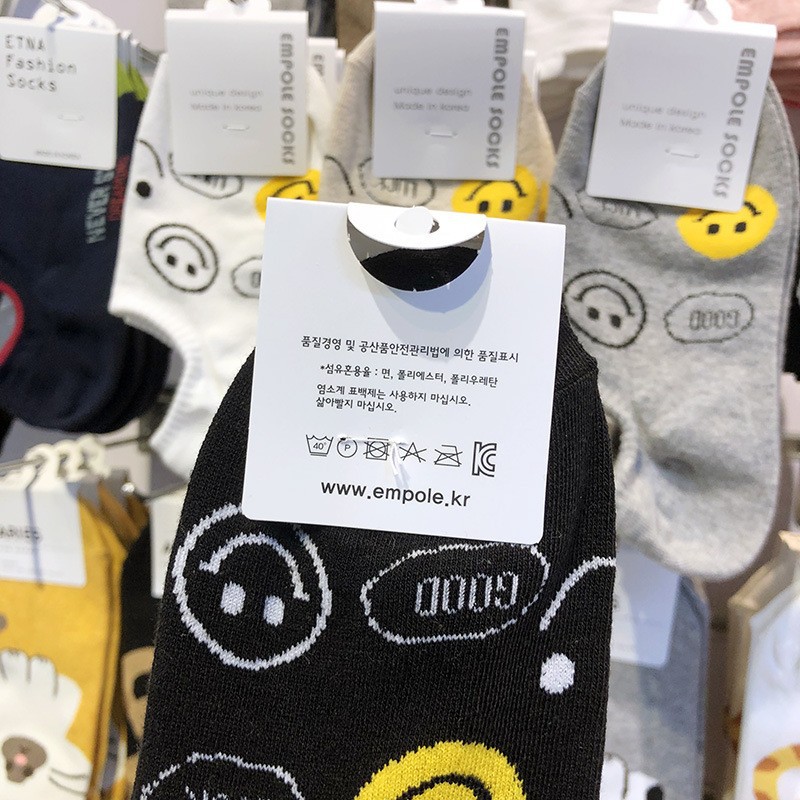 ETNA
Fashion
Socks
EMPOLE SOCKS
unique design
Made in korea
EMPOLE SOCKS
unique design
Made in korea
EMPOLE SOCKS
unique design
Made in korea
GOOD
품질경영 및 공산품안전관리법에 의한 품질표시
*섬유혼용율 : 면, 폴리에스터, 폴리우레탄
염소계 표백제는 사용하지 마십시오.
삶아빨지 마십시오.
40° P
www.empole.kr
GOOD